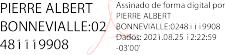 PIERRE ALBERT
BONNEVIALLE:02
481119908
Assinado de forma digital por
PIERRE ALBERT
BONNEVIALLE:02481119908
Dados: 2021.08.25 12:22:56
-03'00'